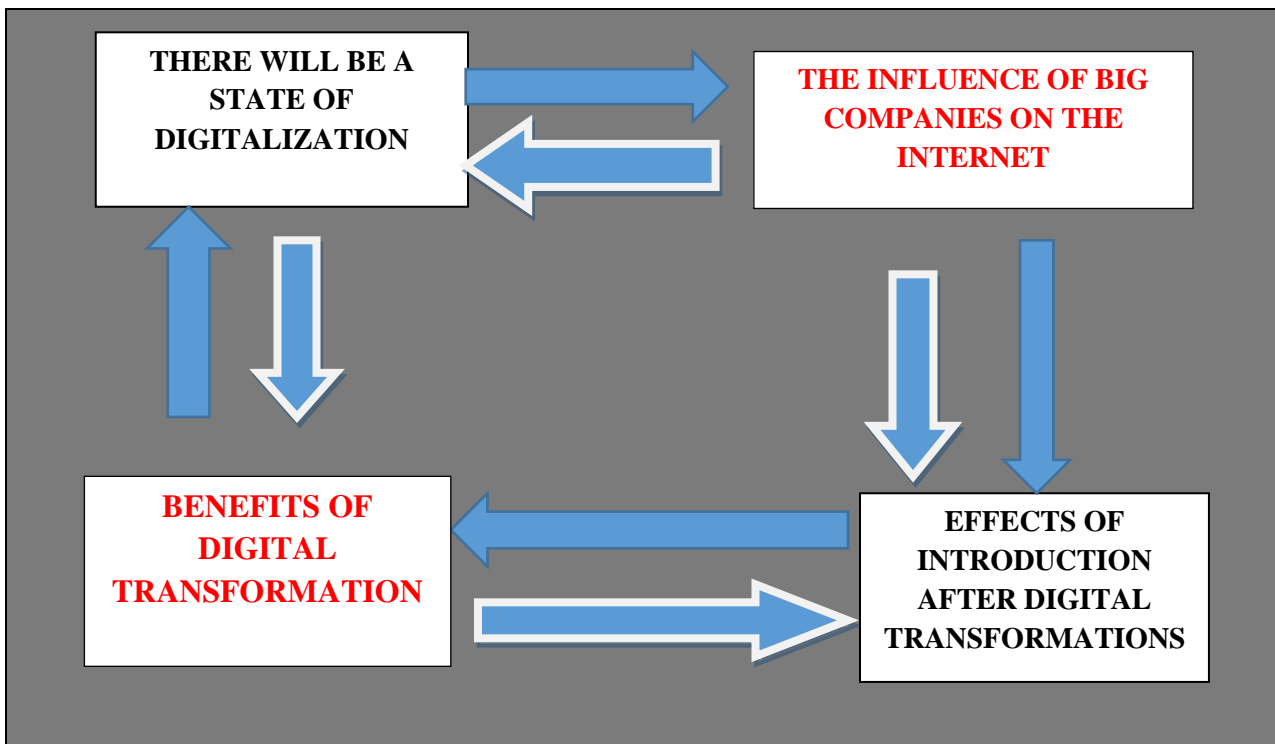 THERE WILL BE A
STATE OF
DIGITALIZATION
THE INFLUENCE OF BIG
COMPANIES ON THE
INTERNET
BENEFITS OF
DIGITAL
TRANSFORMATION
EFFECTS OF
INTRODUCTION
AFTER DIGITAL
TRANSFORMATIONS